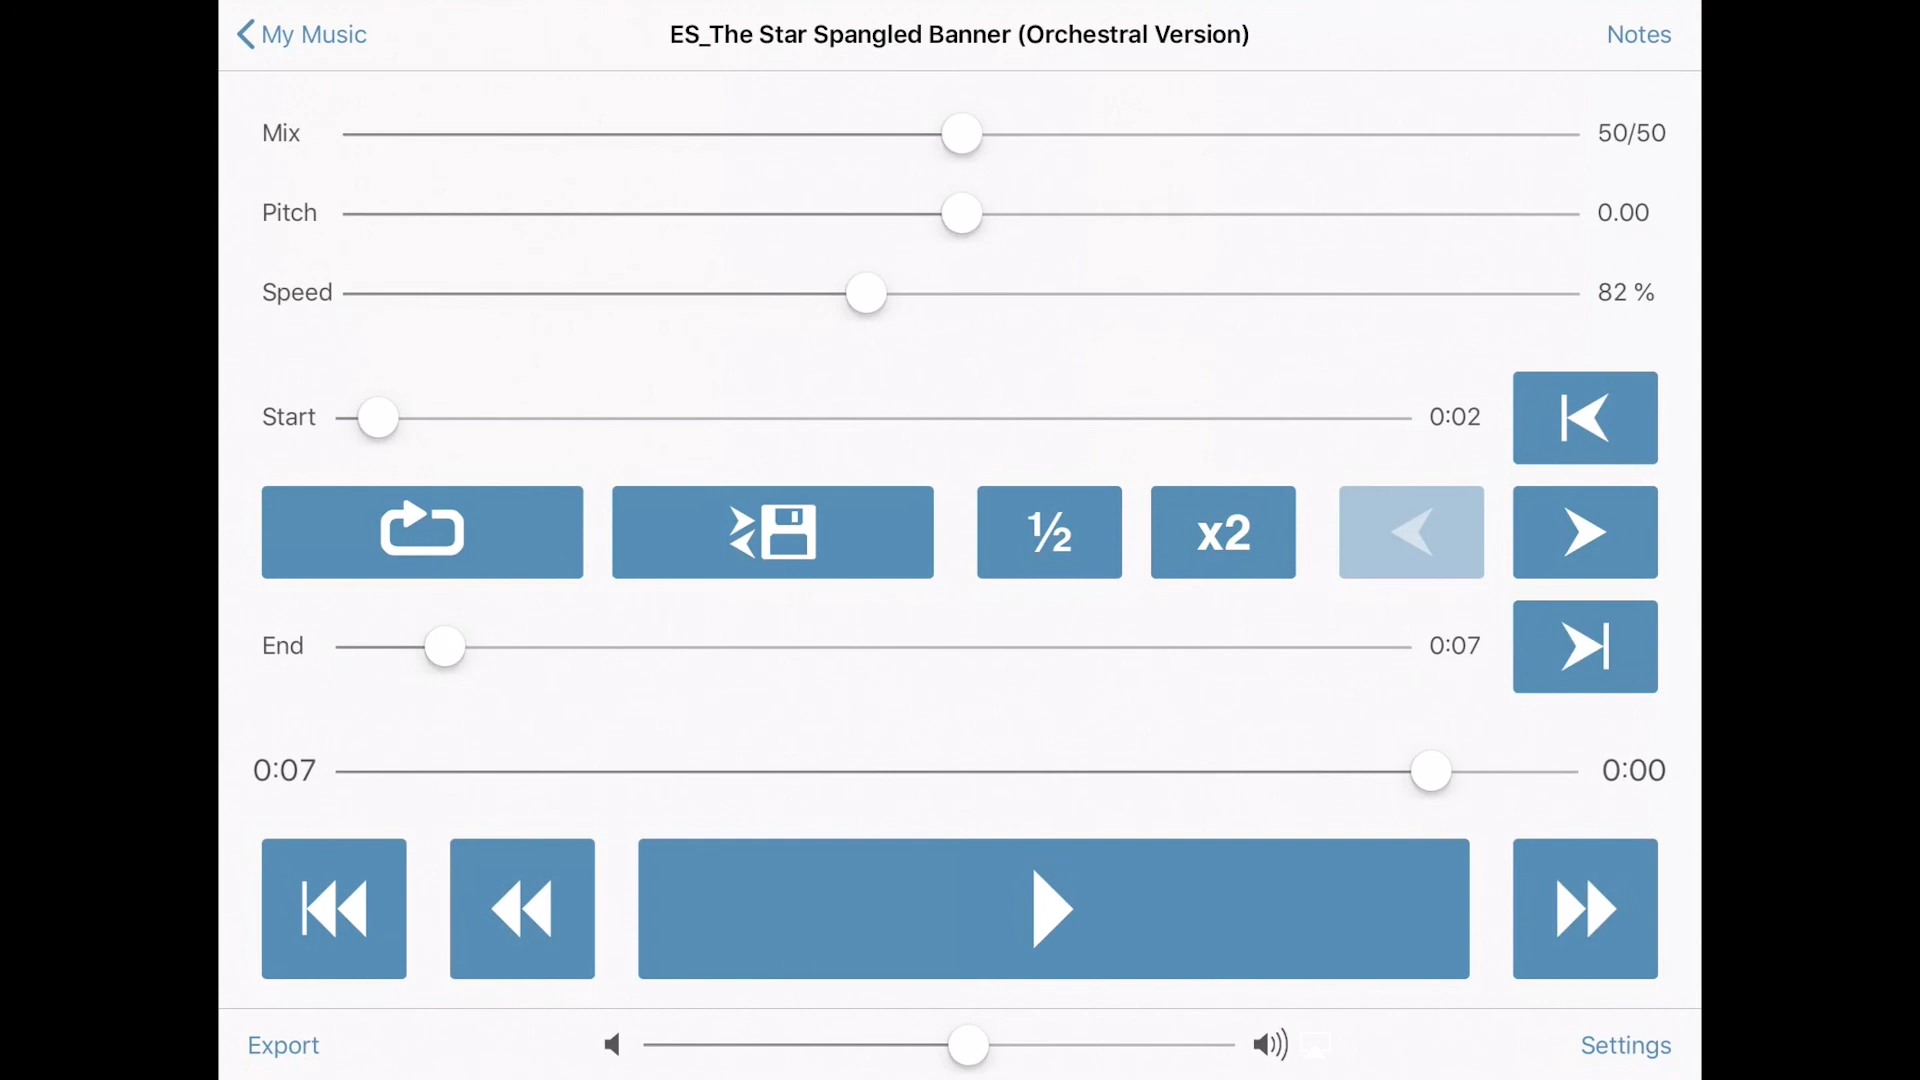 My Music
ES_The Star Spangled Banner (Orchestral Version)
Notes
Mix
50/50
Pitch
0.00
Speed
82 %
Start
0:02
½
x2
End
0:07
0:07
0:00
Export
Settings